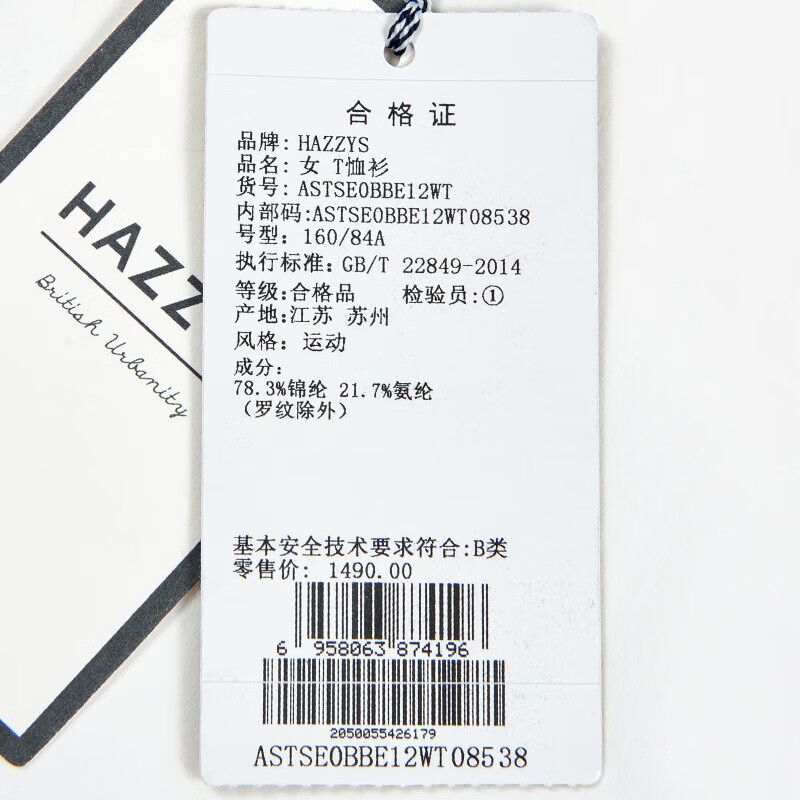 HAZZ
British Urbanity
合格证
品牌: HAZZYS
品名: 女 T恤衫
货号: ASTSE0BBE12WT
内部码:ASTSE0BBE12WT08538
号型: 160/84A
执行标准: GB/T 22849-2014
等级:合格品 检验员:①
产地:江苏 苏州
风格: 运动
成分:
78.3%锦纶 21.7%氨纶
(罗纹除外)
基本安全技术要求符合:B类
零售价: 1490.00
6 958063 874196
2050055426179
ASTSE0BBE12WT08538